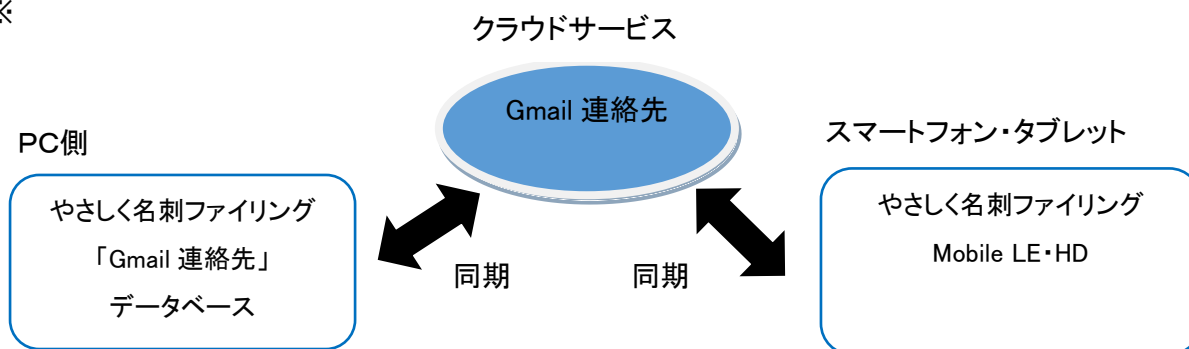 ※
クラウドサービス
Gmail 連絡先
PC側
やさしく名刺ファイリング
「Gmail 連絡先」
データベース
同期
同期
スマートフォン・タブレット
やさしく名刺ファイリング
Mobile LE・HD